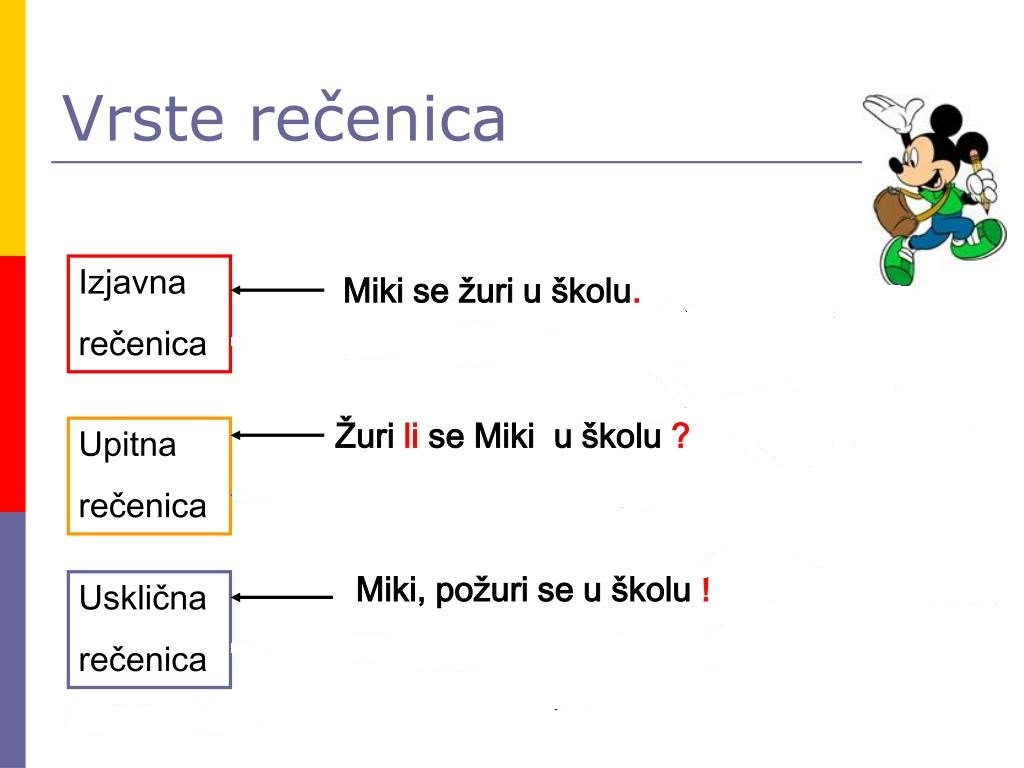 Vrste rečenica
Izjavna
rečenica
Miki se žuri u školu.
Upitna
rečenica
Žuri li se Miki  u školu ?
Usklična
rečenica
Miki, požuri se u školu !